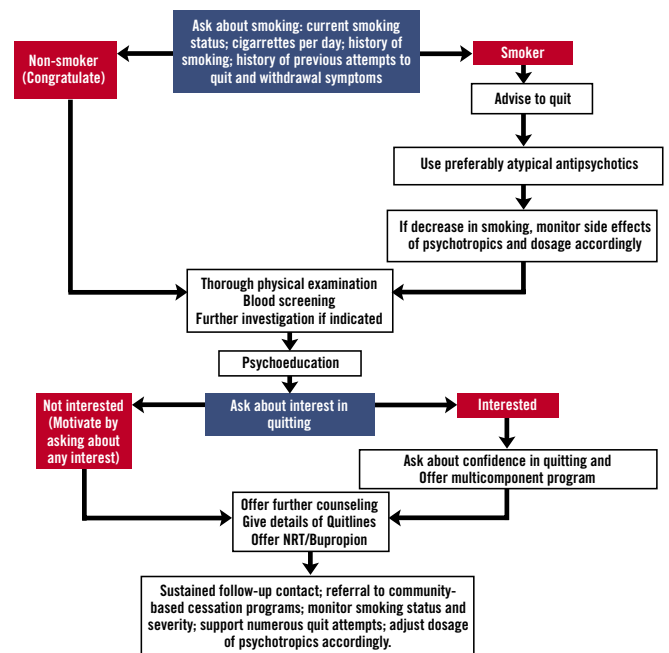 Ask about smoking: current smoking
status; cigarrettes per day; history of
smoking; history of previous attempts to
quit and withdrawal symptoms
Non-smoker
(Congratulate)
Smoker
Advise to quit
Use preferably atypical antipsychotics
If decrease in smoking, monitor side effects
of psychotropics and dosage accordingly
Thorough physical examination
Blood screening
Further investigation if indicated
Psychoeducation
Ask about interest in
quitting
Not interested
(Motivate by
asking about
any interest)
Interested
Ask about confidence in quitting and
Offer multicomponent program
Offer further counseling
Give details of Quitlines
Offer NRT/Bupropion
Sustained follow-up contact; referral to community-
based cessation programs; monitor smoking status and
severity; support numerous quit attempts; adjust dosage
of psychotropics accordingly.